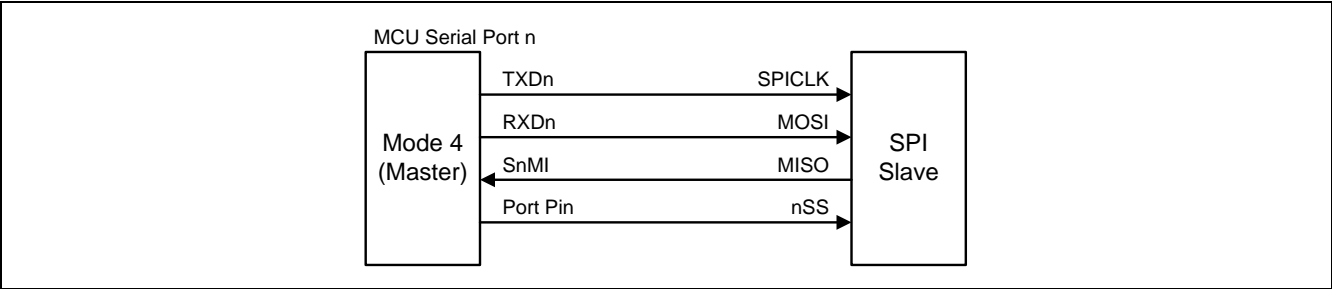 MCU Serial Port n
TXDn SPICLK
RXDn MOSI
Mode 4
(Master)
SnMI MISO
SPI
Slave
Port Pin nSS